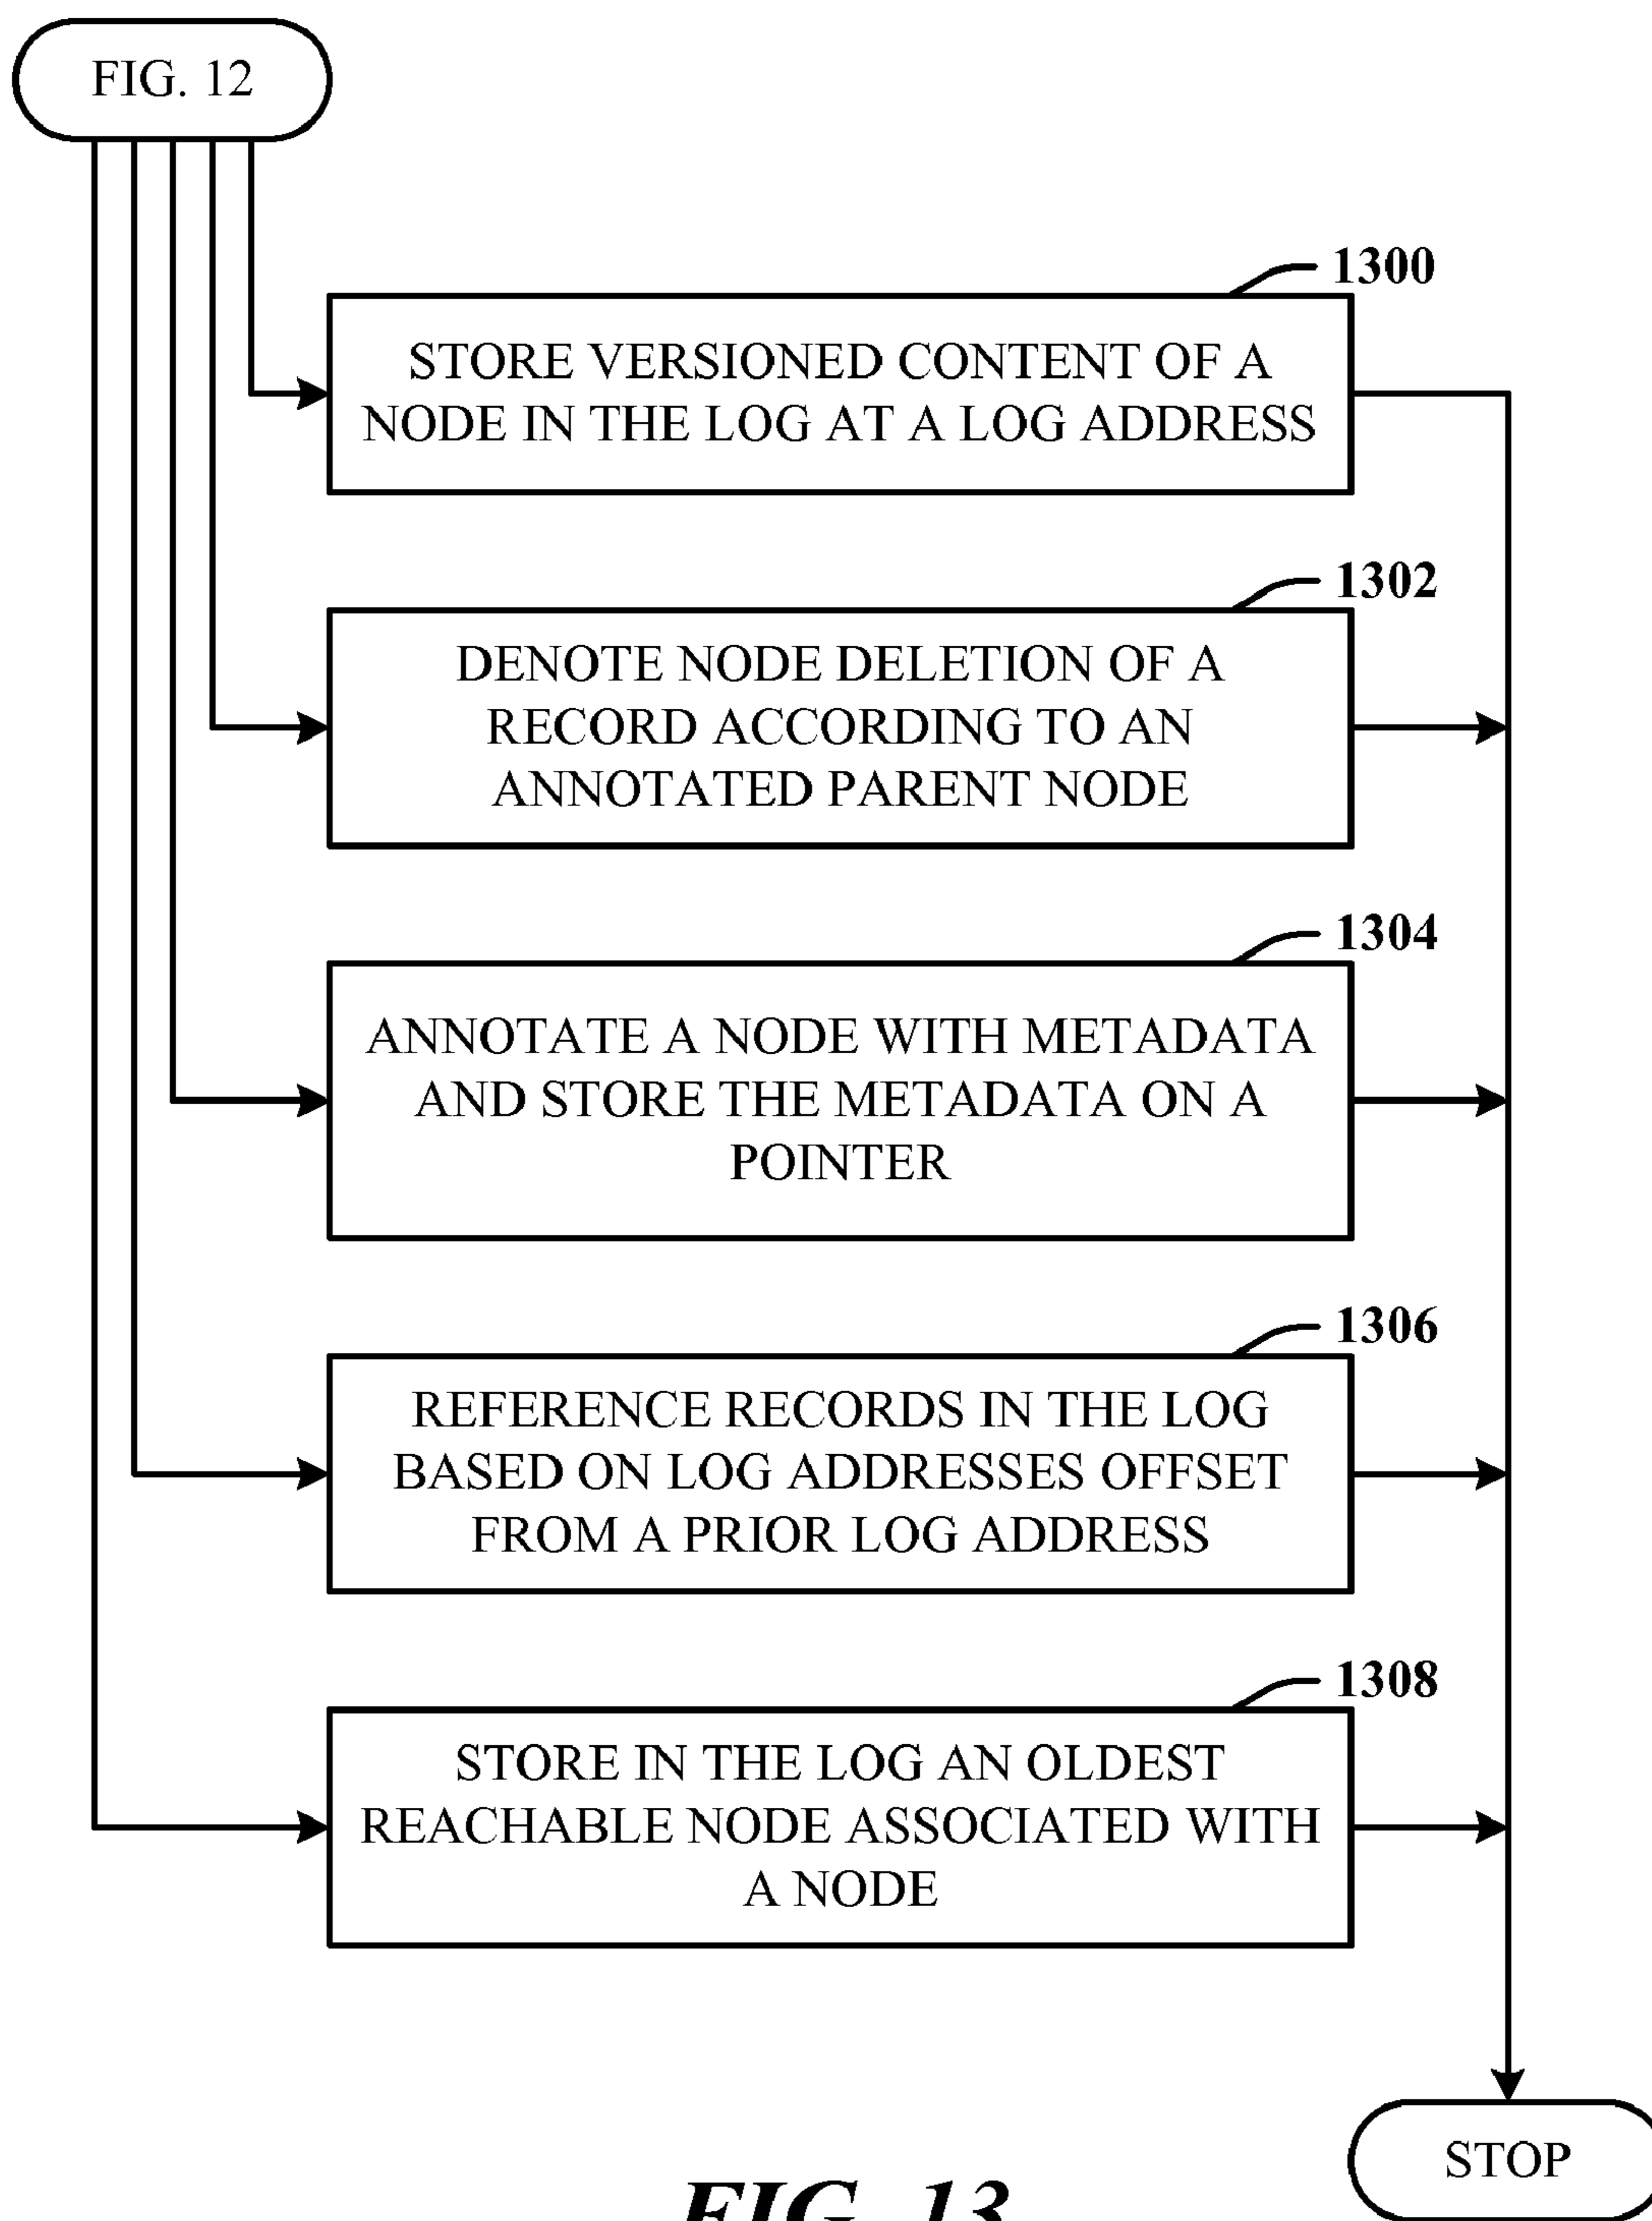 FIG. 12
1300
STORE VERSIONED CONTENT OF A
NODE IN THE LOG AT A LOG ADDRESS
1302
DENOTE NODE DELETION OF A
RECORD ACCORDING TO AN
ANNOTATED PARENT NODE
1304
ANNOTATE A NODE WITH METADATA
AND STORE THE METADATA ON A
POINTER
1306
REFERENCE RECORDS IN THE LOG
BASED ON LOG ADDRESSES OFFSET
FROM A PRIOR LOG ADDRESS
1308
STORE IN THE LOG AN OLDEST
REACHABLE NODE ASSOCIATED WITH
A NODE
STOP
FIG. 13